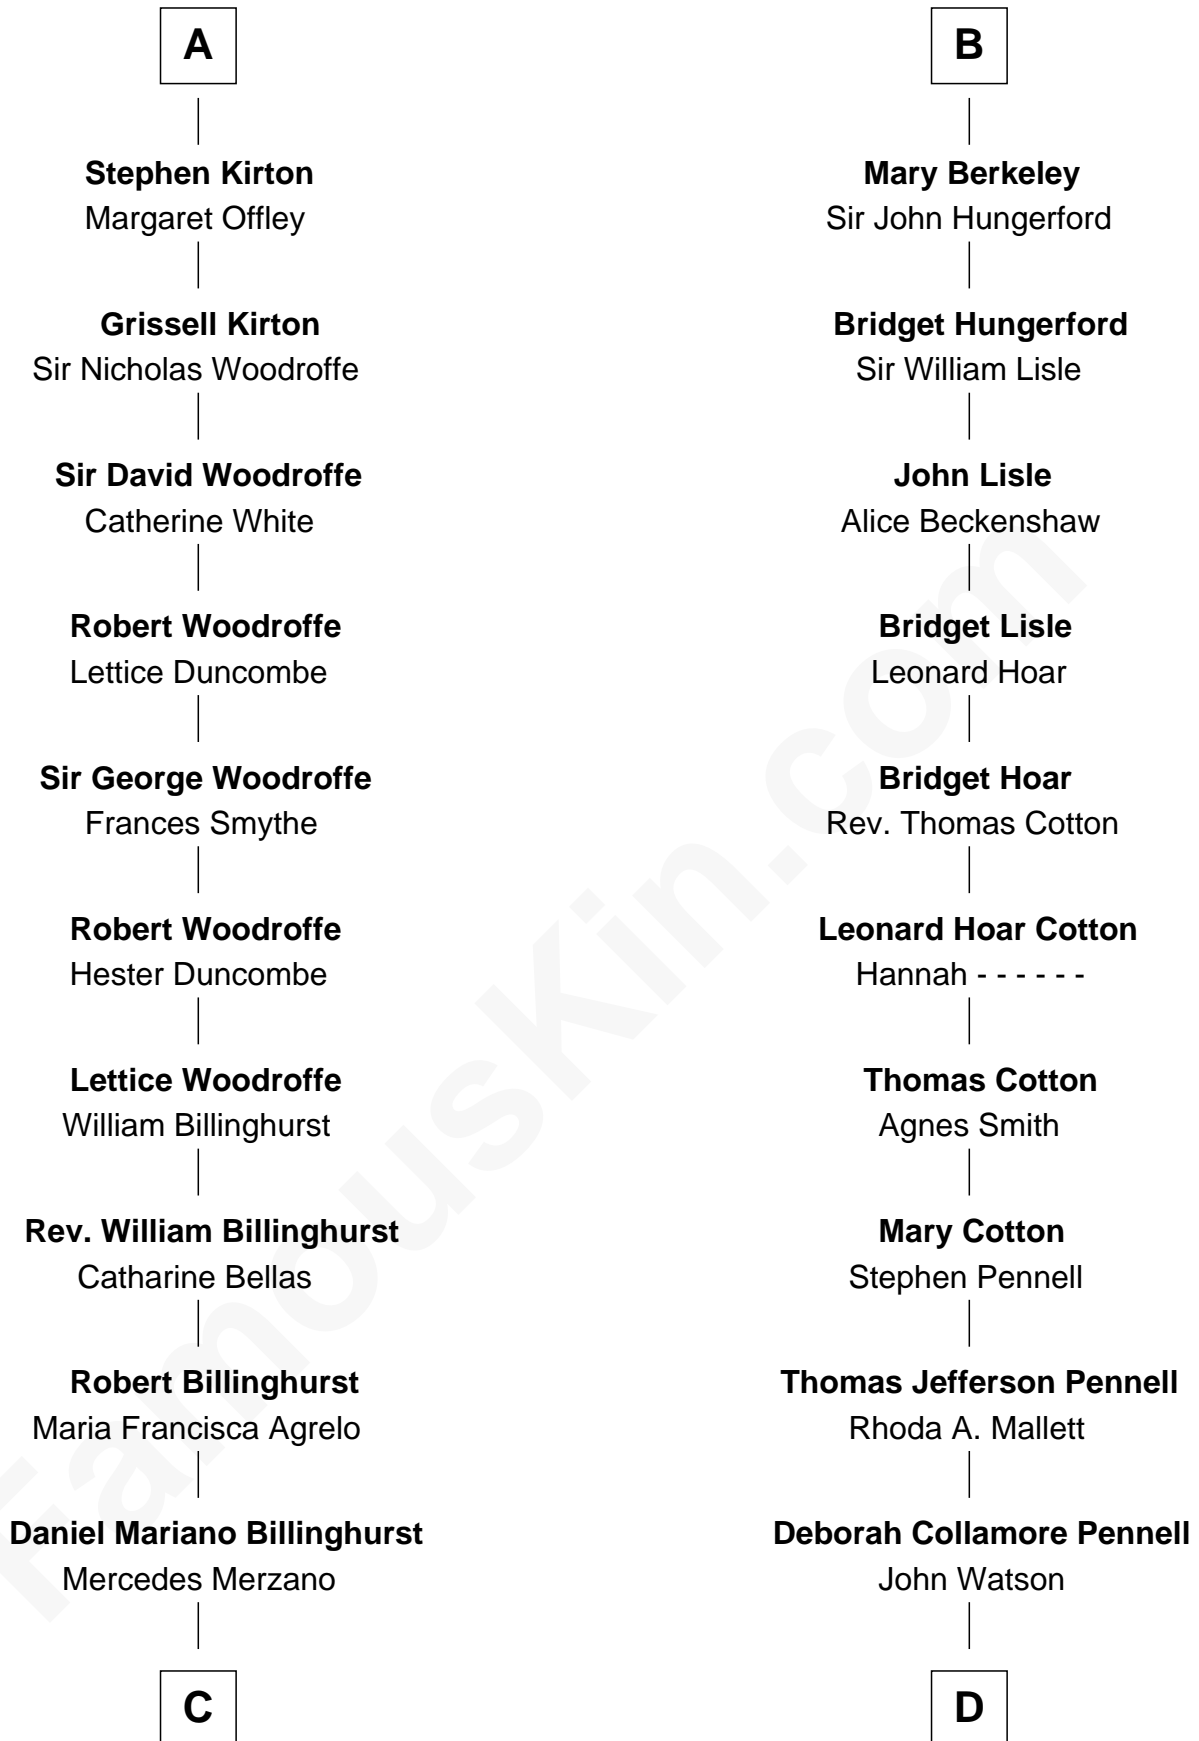 A
Stephen Kirton
Margaret Offley
Grissell Kirton
Sir Nicholas Woodroffe
Sir David Woodroffe
Catherine White
Robert Woodroffe
Lettice Duncombe
Sir George Woodroffe
Frances Smythe
Robert Woodroffe
Hester Duncombe
Lettice Woodroffe
William Billinghurst
Rev. William Billinghurst
Catharine Bellas
Robert Billinghurst
Maria Francisca Agrelo
Daniel Mariano Billinghurst
Mercedes Merzano
C
B
Mary Berkeley
Sir John Hungerford
Bridget Hungerford
Sir William Lisle
John Lisle
Alice Beckenshaw
Bridget Lisle
Leonard Hoar
Bridget Hoar
Rev. Thomas Cotton
Leonard Hoar Cotton
Hannah - - - - - -
Thomas Cotton
Agnes Smith
Mary Cotton
Stephen Pennell
Thomas Jefferson Pennell
Rhoda A. Mallett
Deborah Collamore Pennell
John Watson
D
FamousKin.com